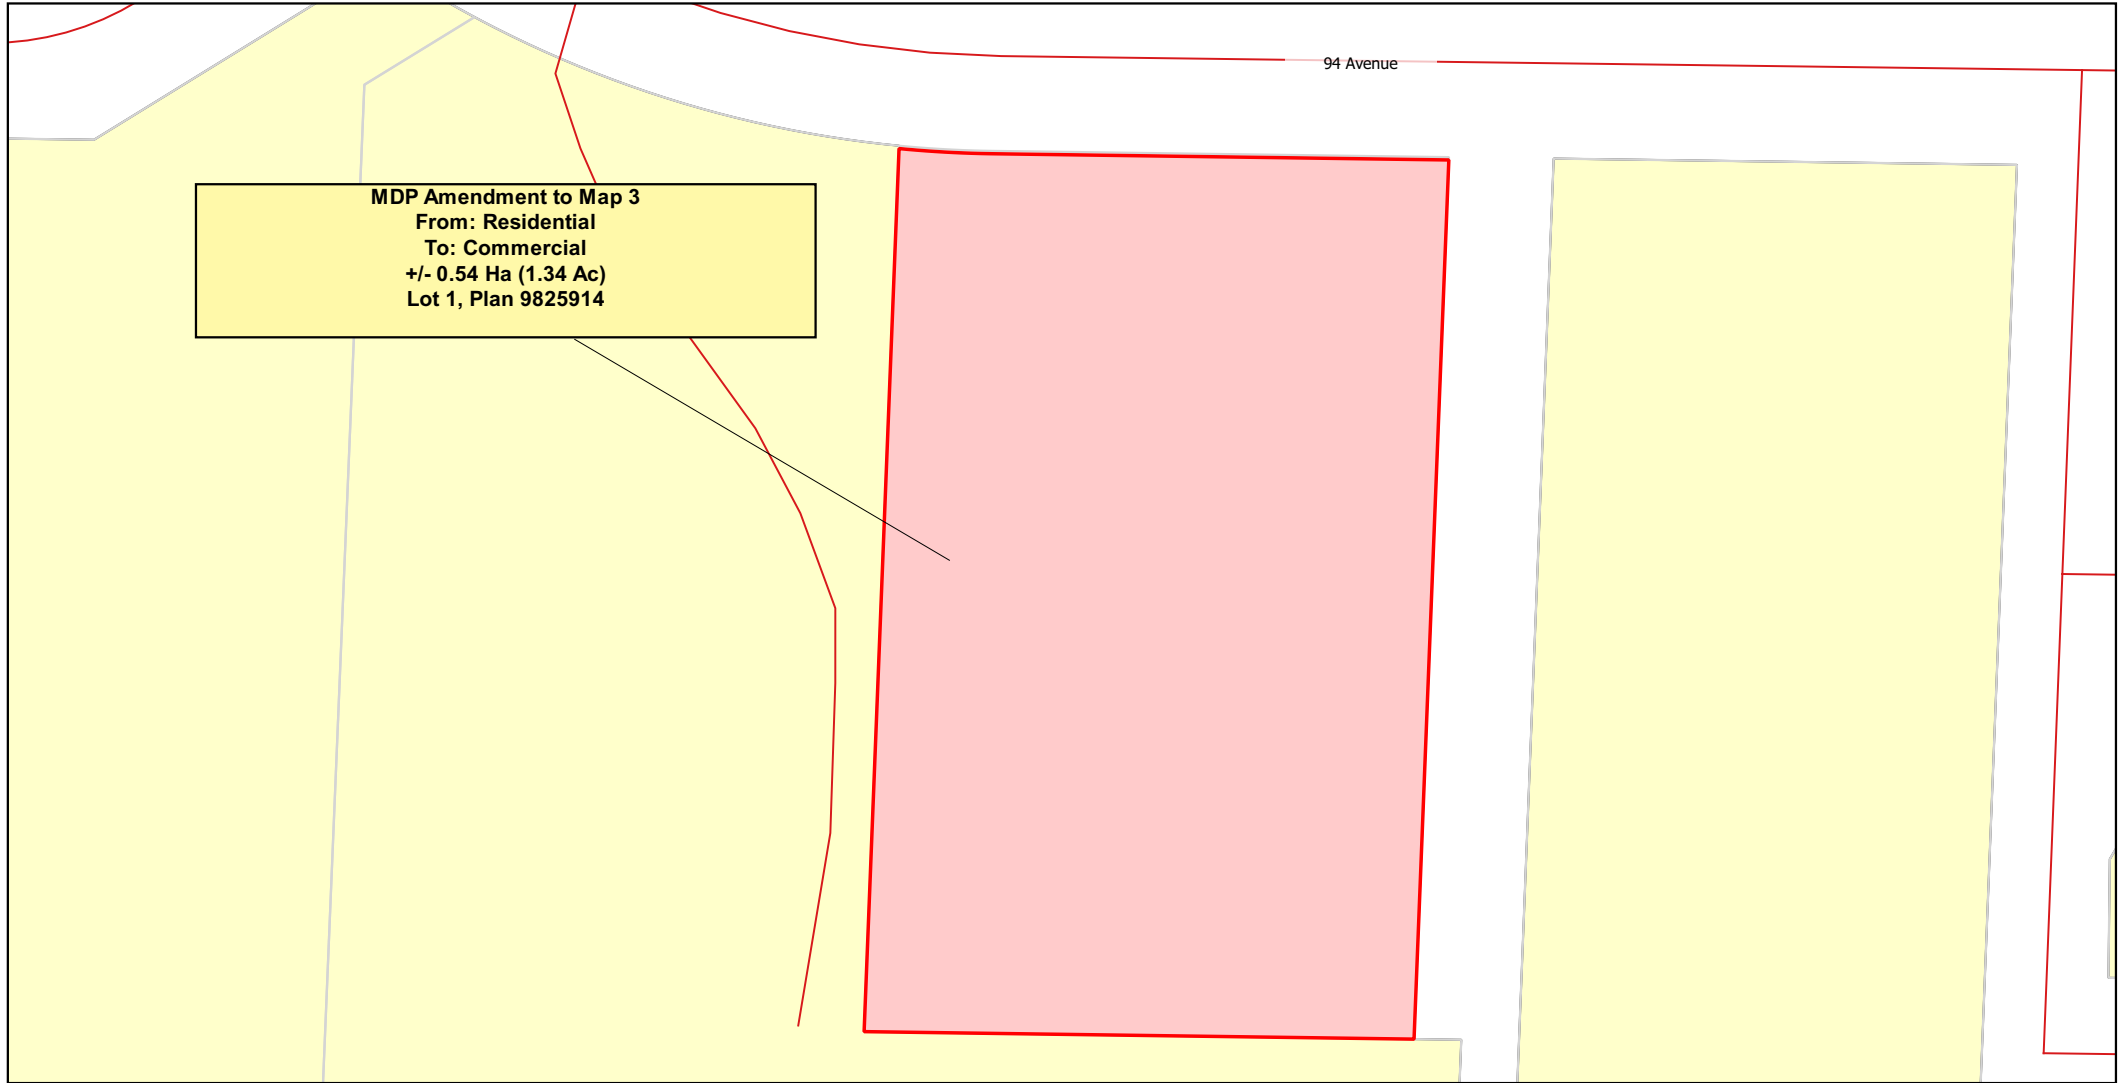 94 Avenue
MDP Amendment to Map 3
From: Residential
To: Commercial
+/- 0.54 Ha (1.34 Ac)
Lot 1, Plan 9825914